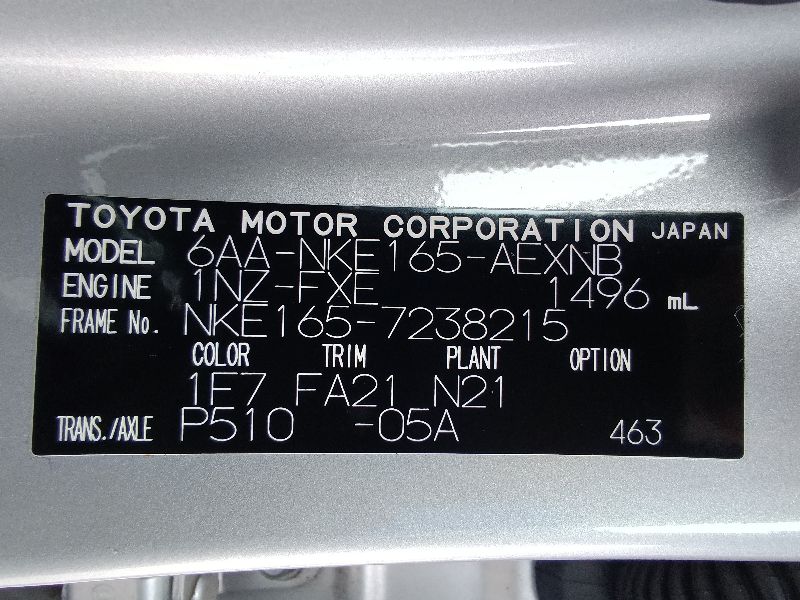 TOYOTA MOTOR CORPORATION JAPAN
MODEL 6AA-NKE165-AEXNB
ENGINE 1NZ-FXE 1496 mL
FRAME No. NKE165-7238215
COLOR TRIM PLANT OPTION
1F7 FA21 N21
TRANS./AXLE P510 -05A 463